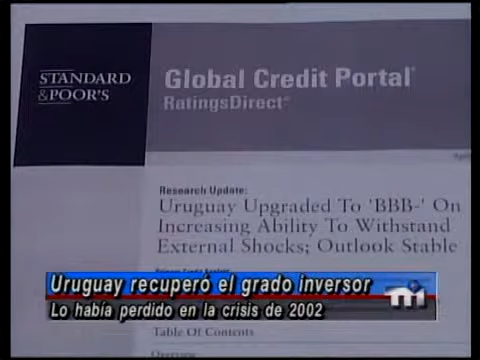 STANDARD
&POOR'S
Global Credit Portal
RatingsDirect
Research Update:
Uruguay Upgraded To 'BBB-' On
Increasing Ability To Withstand
External Shocks; Outlook Stable
Uruguay recuperó el grado inversor
Lo había perdido en la crisis de 2002
Table Of Contents
Overview